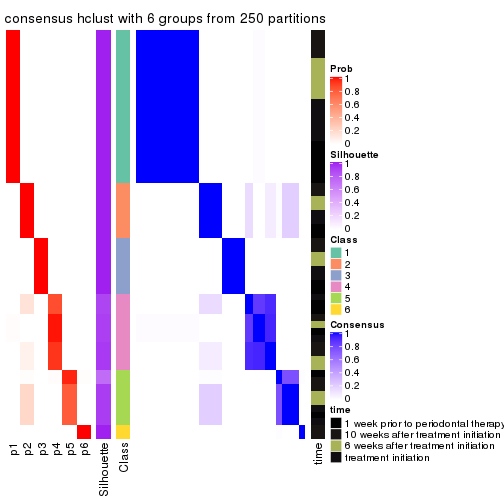 consensus hclust with 6 groups from 250 partitions
Prob
1
0.8
0.6
0.4
0.2
0
Silhouette
1
0.8
0.6
0.4
0.2
0
Class
1
2
3
4
5
6
Consensus
1
0.8
0.6
0.4
0.2
0
time
1 week prior to periodontal therapy
10 weeks after treatment initiation
6 weeks after treatment initiation
treatment initiation
p1
p2
p3
p4
p5
p6
Silhouette
Class
time